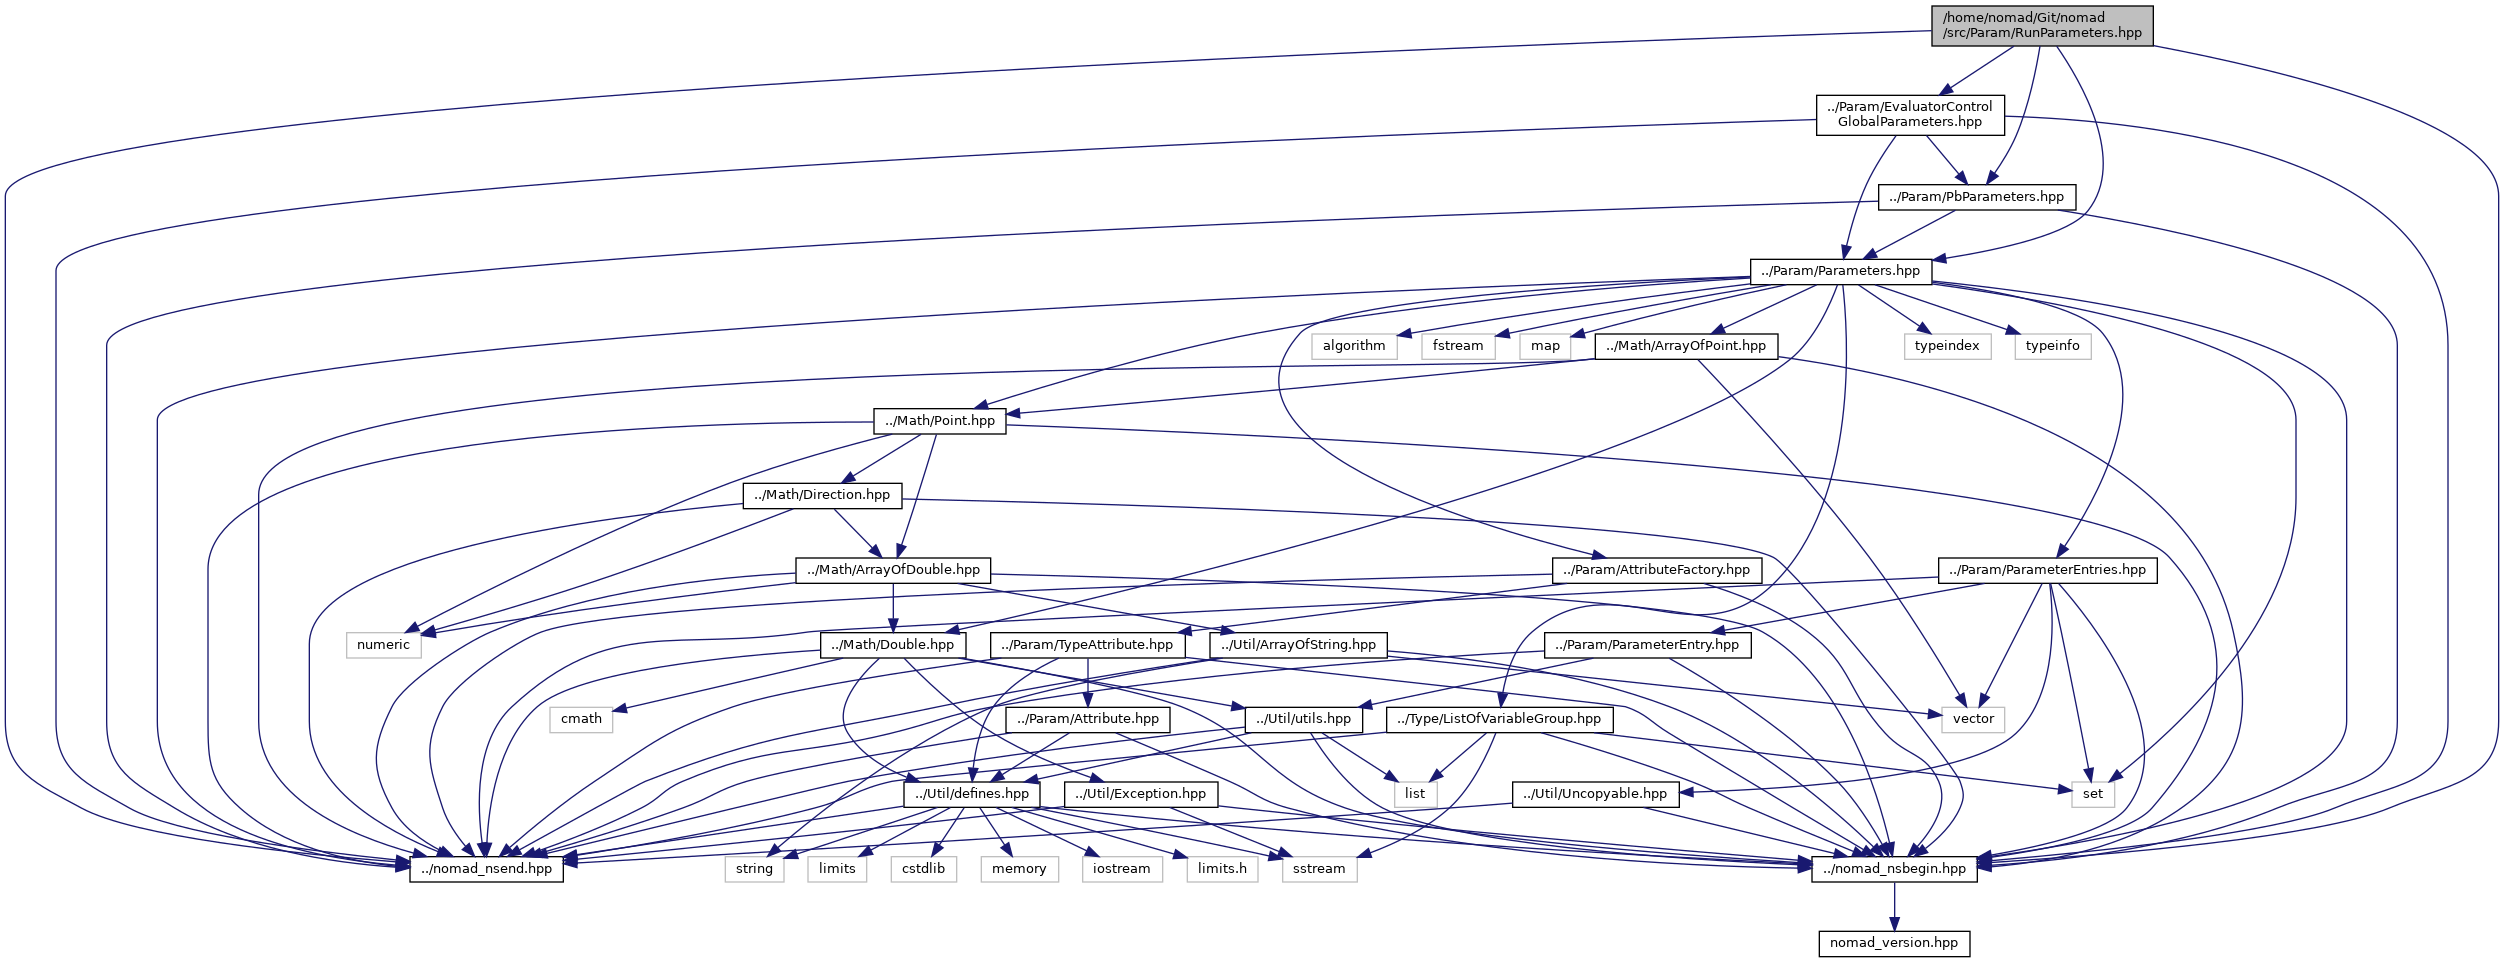 /home/nomad/Git/nomad
/src/Param/RunParameters.hpp
../Param/EvaluatorControl
GlobalParameters.hpp
../Param/PbParameters.hpp
../Param/Parameters.hpp
algorithm
fstream
map
../Math/ArrayOfPoint.hpp
typeindex
typeinfo
../Math/Point.hpp
../Math/Direction.hpp
../Math/ArrayOfDouble.hpp
../Param/AttributeFactory.hpp
../Param/ParameterEntries.hpp
numeric
../Math/Double.hpp
../Param/TypeAttribute.hpp
../Util/ArrayOfString.hpp
../Param/ParameterEntry.hpp
cmath
../Param/Attribute.hpp
../Util/utils.hpp
../Type/ListOfVariableGroup.hpp
vector
../Util/defines.hpp
../Util/Exception.hpp
list
../Util/Uncopyable.hpp
set
../nomad_nsend.hpp
string
limits
cstdlib
memory
iostream
limits.h
sstream
../nomad_nsbegin.hpp
nomad_version.hpp